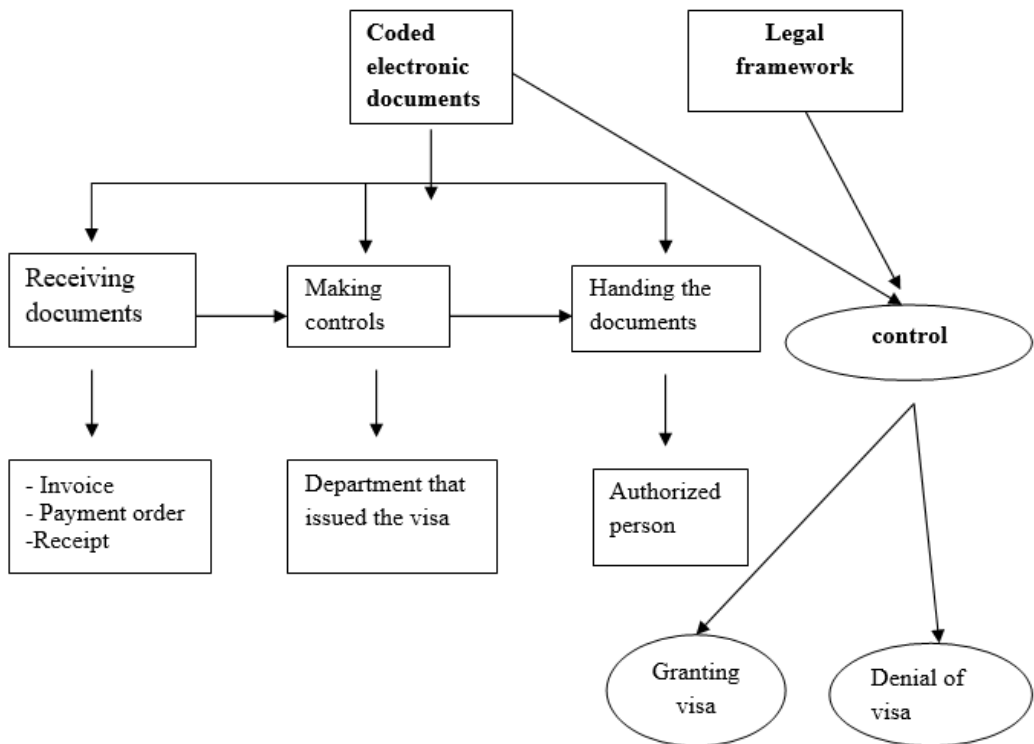 Coded
electronic
documents
Legal
framework
Receiving
documents
Making
controls
Handing the
documents
control
- Invoice
- Payment order
-Receipt
Department that
issued the visa
Authorized
person
Granting
visa
Denial of
visa